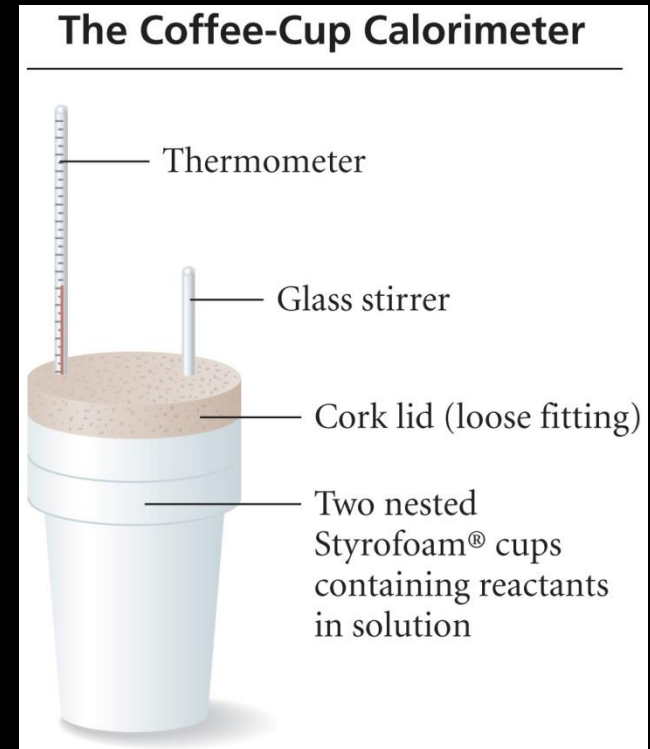 The Coffee-Cup Calorimeter
Thermometer
Glass stirrer
Cork lid (loose fitting)
Two nested
Styrofoam® cups
containing reactants
in solution